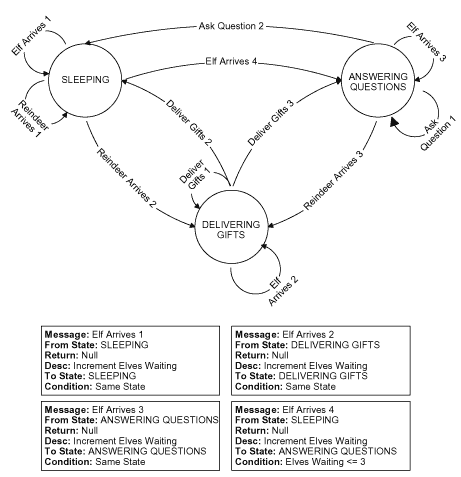 Ask Question 2
Elf Arrives 1
Elf Arrives 3
Elf Arrives 4
SLEEPING
ANSWERING
QUESTIONS
Reindeer
Arrives 1
Ask
Question 1
Deliver Gifts 2
Deliver Gifts 3
Deliver
Gifts 1
Reindeer Arrives 2
Reindeer Arrives 3
DELIVERING
GIFTS
Elf
Arrives 2
Message: Elf Arrives 1
From State: SLEEPING
Return: Null
Desc: Increment Elves Waiting
To State: SLEEPING
Condition: Same State
Message: Elf Arrives 2
From State: DELIVERING GIFTS
Return: Null
Desc: Increment Elves Waiting
To State: DELIVERING GIFTS
Condition: Same State
Message: Elf Arrives 3
From State: ANSWERING QUESTIONS
Return: Null
Desc: Increment Elves Waiting
To State: ANSWERING QUESTIONS
Condition: Same State
Message: Elf Arrives 4
From State: SLEEPING
Return: Null
Desc: Increment Elves Waiting
To State: ANSWERING QUESTIONS
Condition: Elves Waiting <= 3